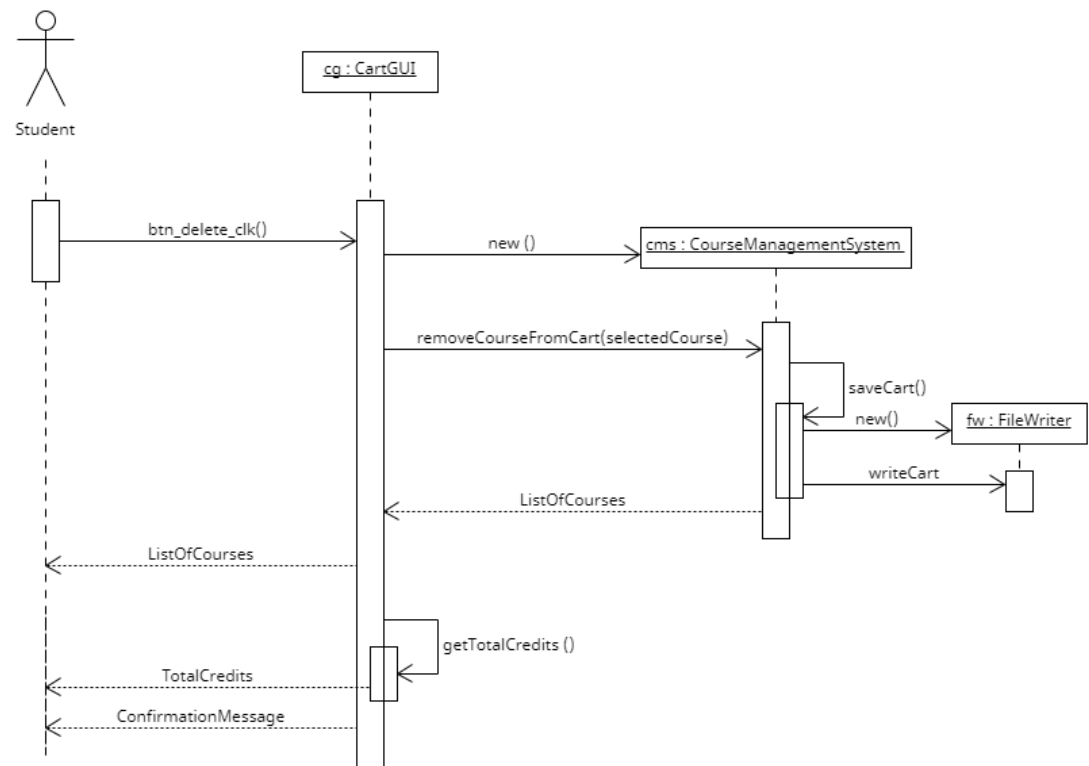 cg : CartGUI
Student
btn_delete_clk()
new ()
cms : CourseManagementSystem
removeCourseFromCart(selectedCourse)
saveCart()
new()
fw : FileWriter
writeCart
ListOfCourses
ListOfCourses
getTotalCredits ()
TotalCredits
ConfirmationMessage